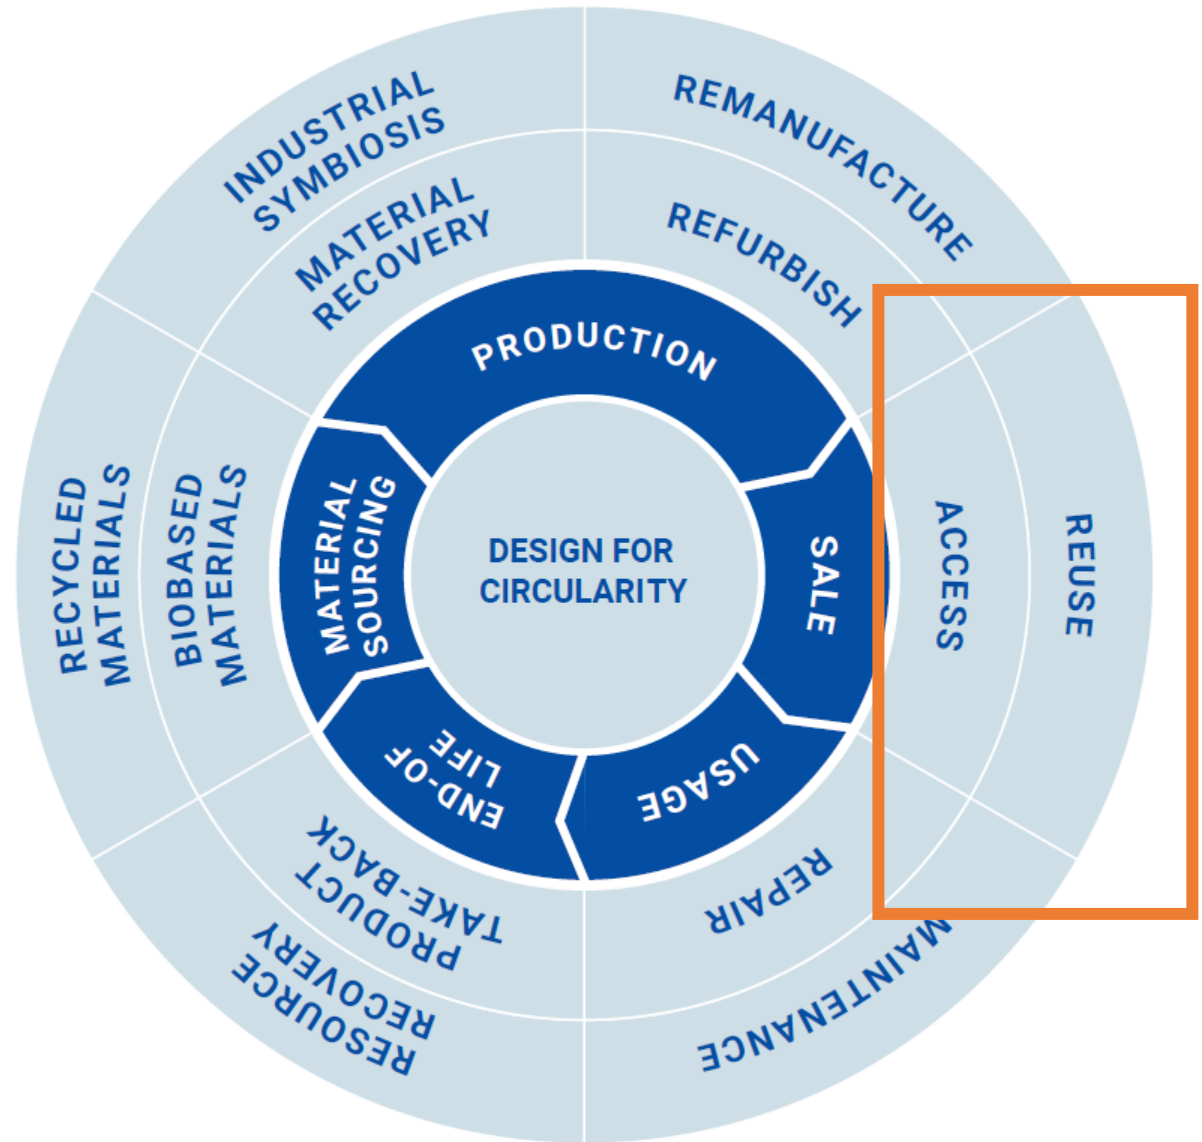 INDUSTRIAL
SYMBIOSIS
MATERIAL
RECOVERY
REMANUFACTURE
REFURBISH
PRODUCTION
RECYCLED
MATERIALS
BIOBASED
MATERIALS
MATERIAL
SOURCING
DESIGN FOR
CIRCULARITY
SALE
ACCESS
REUSE
END-OF
LIFE
USAGE
PRODUCT
TAKE-BACK
REPAIR
RESOURCE
RECOVERY
MAINTENANCE